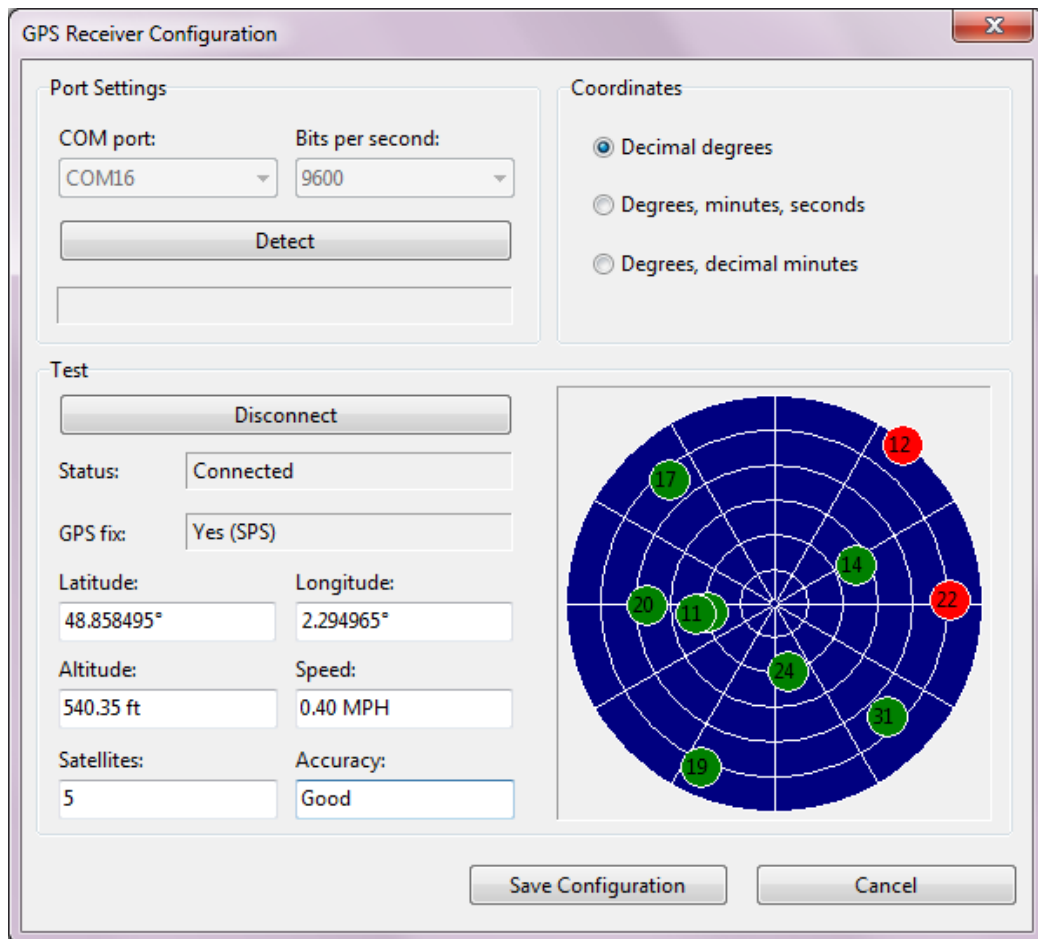 GPS Receiver Configuration
Port Settings
COM port:
Bits per second:
COM16
9600
Detect
Coordinates
Decimal degrees
Degrees, minutes, seconds
Degrees, decimal minutes
Test
Disconnect
Status:
Connected
GPS fix:
Yes (SPS)
Latitude:
Longitude:
48.858495°
2.294965°
Altitude:
Speed:
540.35 ft
0.40 MPH
Satellites:
Accuracy:
5
Good
12
17
14
20
11
22
24
31
19
Save Configuration
Cancel